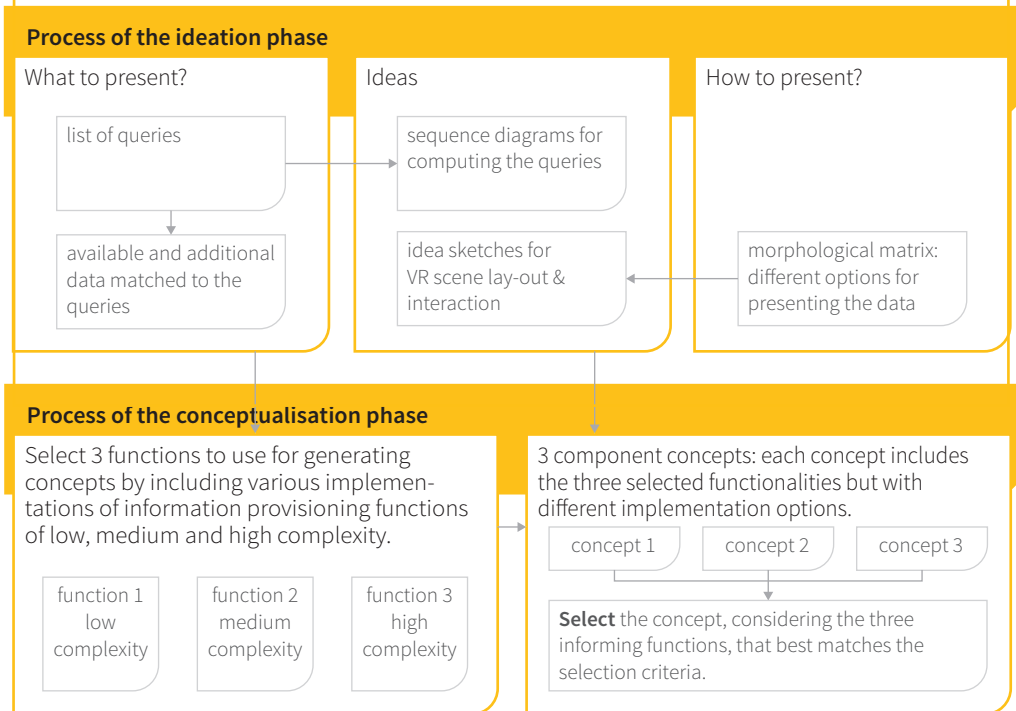 Process of the ideation phase
What to present?
list of queries
available and additional
data matched to the
queries
Ideas
sequence diagrams for
computing the queries
idea sketches for
VR scene lay-out &
interaction
How to present?
morphological matrix:
different options for
presenting the data
Process of the conceptualisation phase
Select 3 functions to use for generating
concepts by including various implemen-
tations of information provisioning functions
of low, medium and high complexity.
function 1
low
complexity
function 2
medium
complexity
function 3
high
complexity
3 component concepts: each concept includes
the three selected functionalities but with
different implementation options.
concept 1
concept 2
concept 3
Select the concept, considering the three
informing functions, that best matches the
selection criteria.